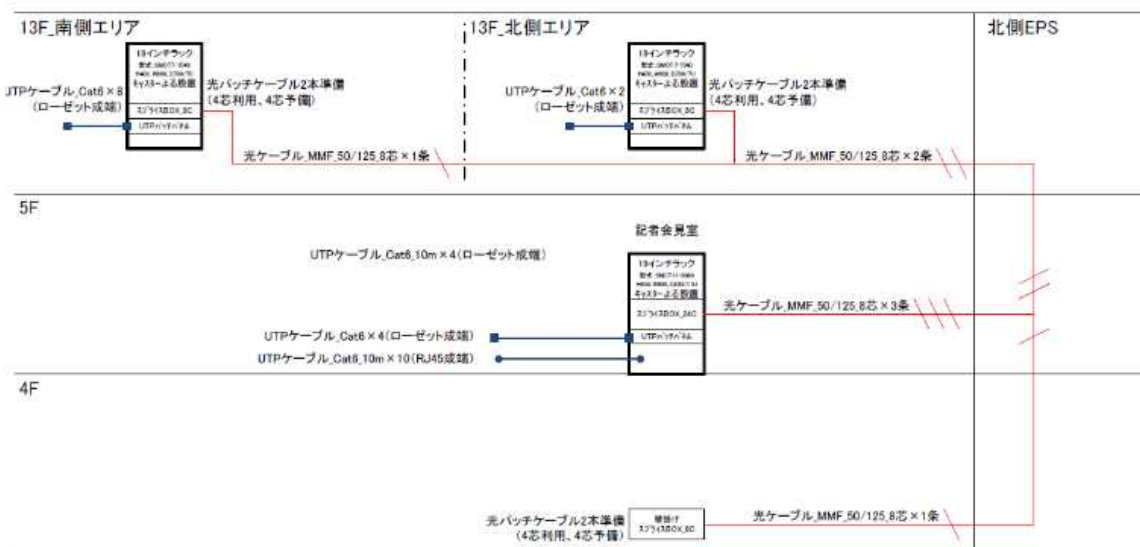 13F_南側エリア
13F_北側エリア
北側EPS
19インチラック
キャスターよる設置
スプライスBOX_8C
UTPパッチパネル
UTPケーブル_Cat6×8
(ローゼット成端)
光パッチケーブル2本準備
(4芯利用、4芯予備)
光ケーブル_MMF_50/125_8芯×1条
19インチラック
キャスターよる設置
スプライスBOX_8C
UTPパッチパネル
UTPケーブル_Cat6×2
(ローゼット成端)
光パッチケーブル2本準備
(4芯利用、4芯予備)
光ケーブル_MMF_50/125_8芯×2条
5F
記者会見室
UTPケーブル_Cat6_10m×4(ローゼット成端)
19インチラック
キャスターよる設置
スプライスBOX_24C
UTPパッチパネル
光ケーブル_MMF_50/125_8芯×3条
UTPケーブル_Cat6×4(ローゼット成端)
UTPケーブル_Cat6_10m×10(RJ45成端)
4F
光パッチケーブル2本準備
(4芯利用、4芯予備)
壁掛け
スプライスBOX_8C
光ケーブル_MMF_50/125_8芯×1条